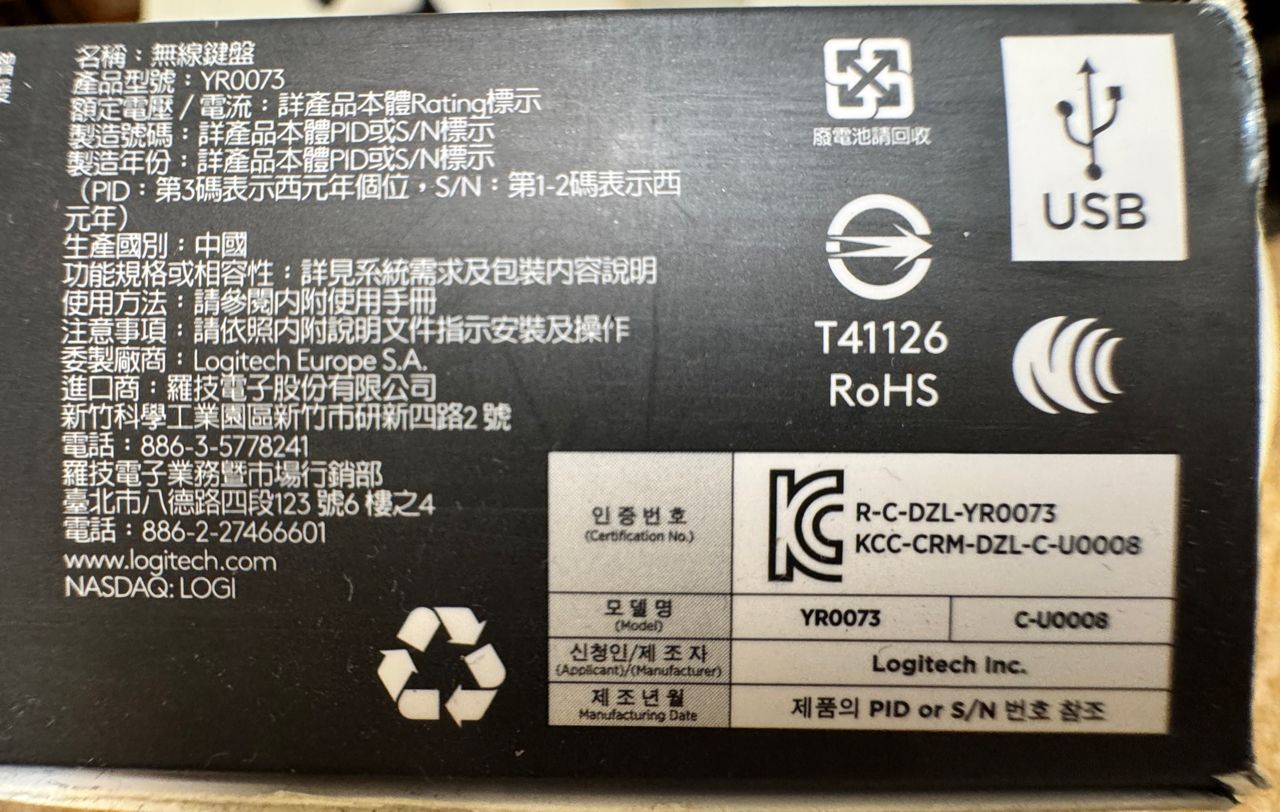 名稱：無線鍵盤
產品型號：YR0073
額定電壓 / 電流：詳產品本體Rating標示
製造號碼：詳產品本體PID或S/N標示
製造年份：詳產品本體PID或S/N標示
（PID：第3碼表示西元年個位，S/N：第1-2碼表示西
元年）
生產國別：中國
功能規格或相容性：詳見系統需求及包裝内容說明
使用方法：請參閱内附使用手冊
注意事項：請依照内附說明文件指示安裝及操作
委製廠商：Logitech Europe S.A.
進口商：羅技電子股份有限公司
新竹科學工業園區新竹市研新四路2 號
電話：886-3-5778241
羅技電子業務暨市場行銷部
臺北市八德路四段123 號6 樓之4
電話：886-2-27466601
www.logitech.com
NASDAQ: LOGI
廢電池請回收
T41126
RoHS
USB
인증번호
(Certification No.)
R-C-DZL-YR0073
KCC-CRM-DZL-C-U0008
모델명
(Model)
YR0073
C-U0008
신청인/제조자
(Applicant)/(Manufacturer)
Logitech Inc.
제조년월
Manufacturing Date
제품의 PID or S/N 번호 참조